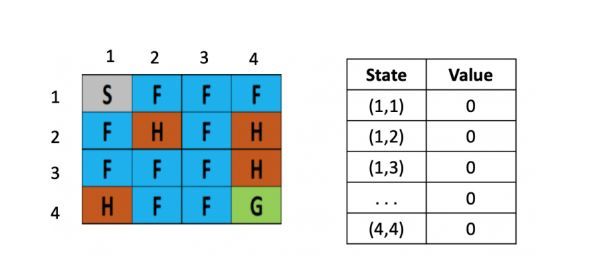 1 2 3 4
1 S F F F
2 F H F H
3 F F F H
4 H F F G
State Value
(1,1) 0
(1,2) 0
(1,3) 0
... 0
(4,4) 0